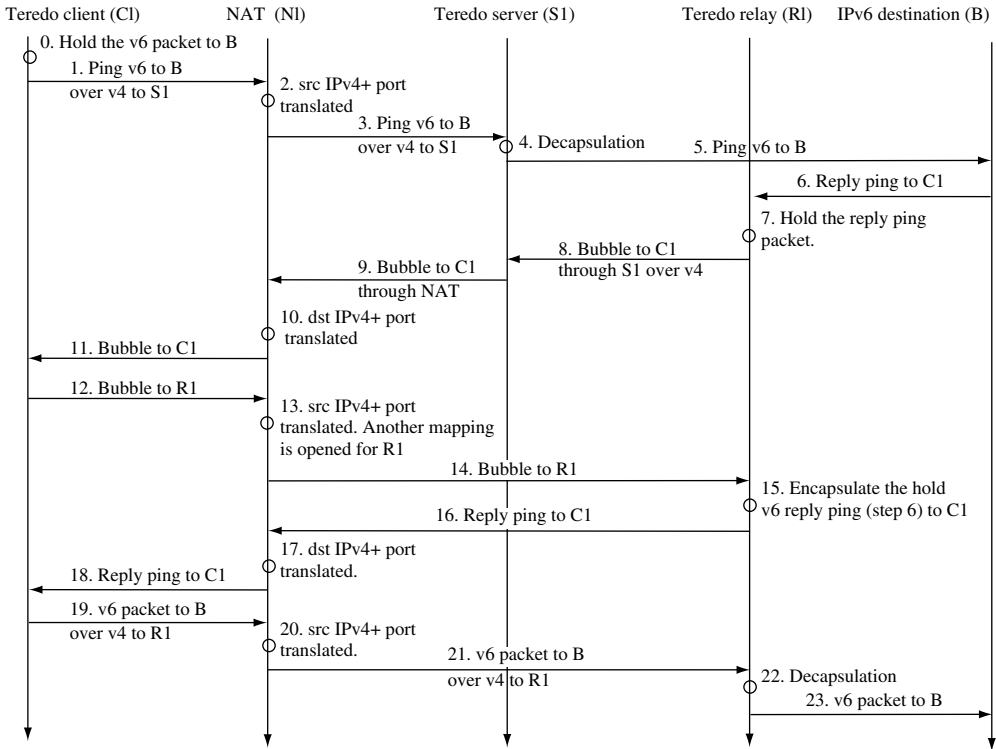 Teredo client (Cl)
NAT (Nl)
Teredo server (S1)
Teredo relay (Rl)
IPv6 destination (B)
0. Hold the v6 packet to B
1. Ping v6 to B
over v4 to S1
2. src IPv4+ port
translated
3. Ping v6 to B
over v4 to S1
4. Decapsulation
5. Ping v6 to B
6. Reply ping to C1
7. Hold the reply ping
packet.
8. Bubble to C1
through S1 over v4
9. Bubble to C1
through NAT
10. dst IPv4+ port
translated
11. Bubble to C1
12. Bubble to R1
13. src IPv4+ port
translated. Another mapping
is opened for R1
14. Bubble to R1
15. Encapsulate the hold
v6 reply ping (step 6) to C1
16. Reply ping to C1
17. dst IPv4+ port
translated.
18. Reply ping to C1
19. v6 packet to B
over v4 to R1
20. src IPv4+ port
translated.
21. v6 packet to B
over v4 to R1
22. Decapsulation
23. v6 packet to B